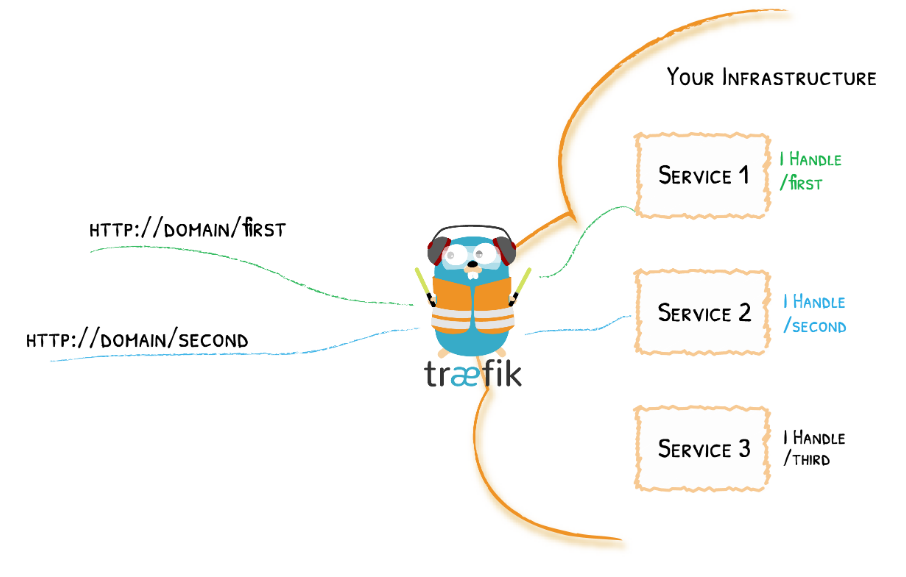 Your Infrastructure
Service 1
I Handle
/first
http://domain/first
Service 2
I Handle
/second
http://domain/second
træfik
Service 3
I Handle
/third